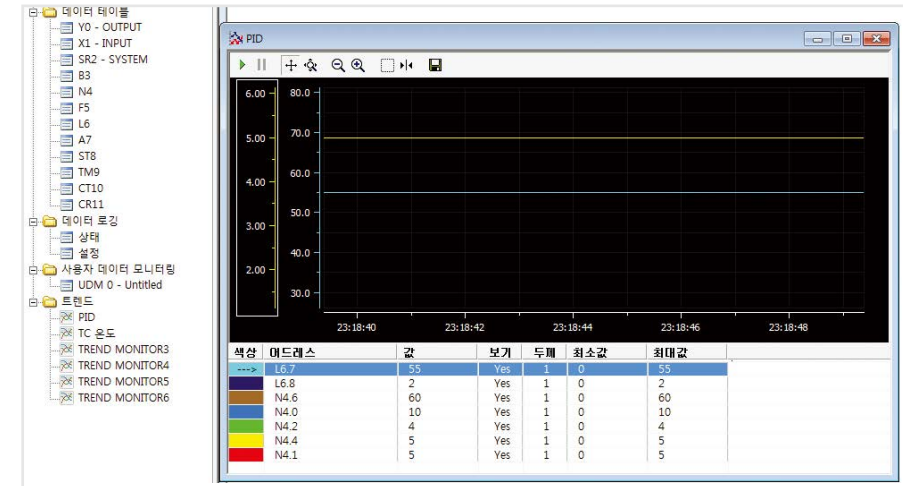 데이터 테이블
Y0 - OUTPUT
X1 - INPUT
SR2 - SYSTEM
B3
N4
F5
L6
A7
ST8
TM9
CT10
CR11
데이터 로깅
상태
설정
사용자 데이터 모니터링
UDM 0 - Untitled
트렌드
PID
TC 온도
TREND MONITOR3
TREND MONITOR4
TREND MONITOR5
TREND MONITOR6
PID
6.00 80.0
70.0
5.00
60.0
4.00
50.0
3.00
40.0
2.00
30.0
23:18:40 23:18:42 23:18:44 23:18:46 23:18:48
색상 어드레스 값 보기 두께 최소값 최대값
---> L6.7 55 Yes 1 0 55
L6.8 2 Yes 1 0 2
N4.6 60 Yes 1 0 60
N4.0 10 Yes 1 0 10
N4.2 4 Yes 1 0 4
N4.4 5 Yes 1 0 5
N4.1 5 Yes 1 0 5